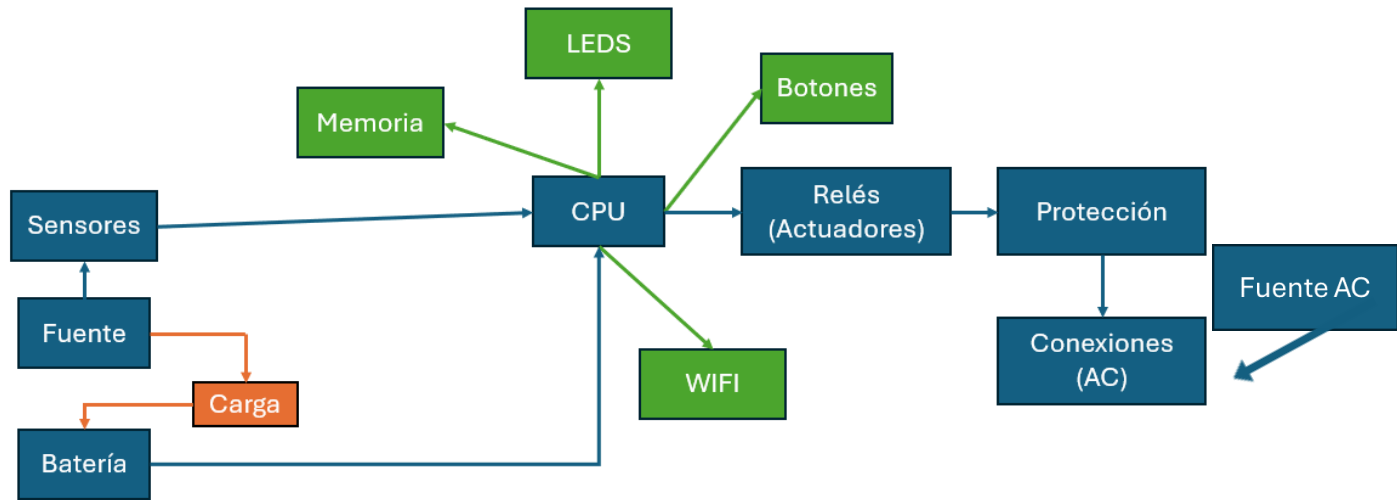 LEDS
Botones
Memoria
Sensores
CPU
Relés
(Actuadores)
Protección
Fuente AC
Fuente
Conexiones
(AC)
WIFI
Carga
Batería